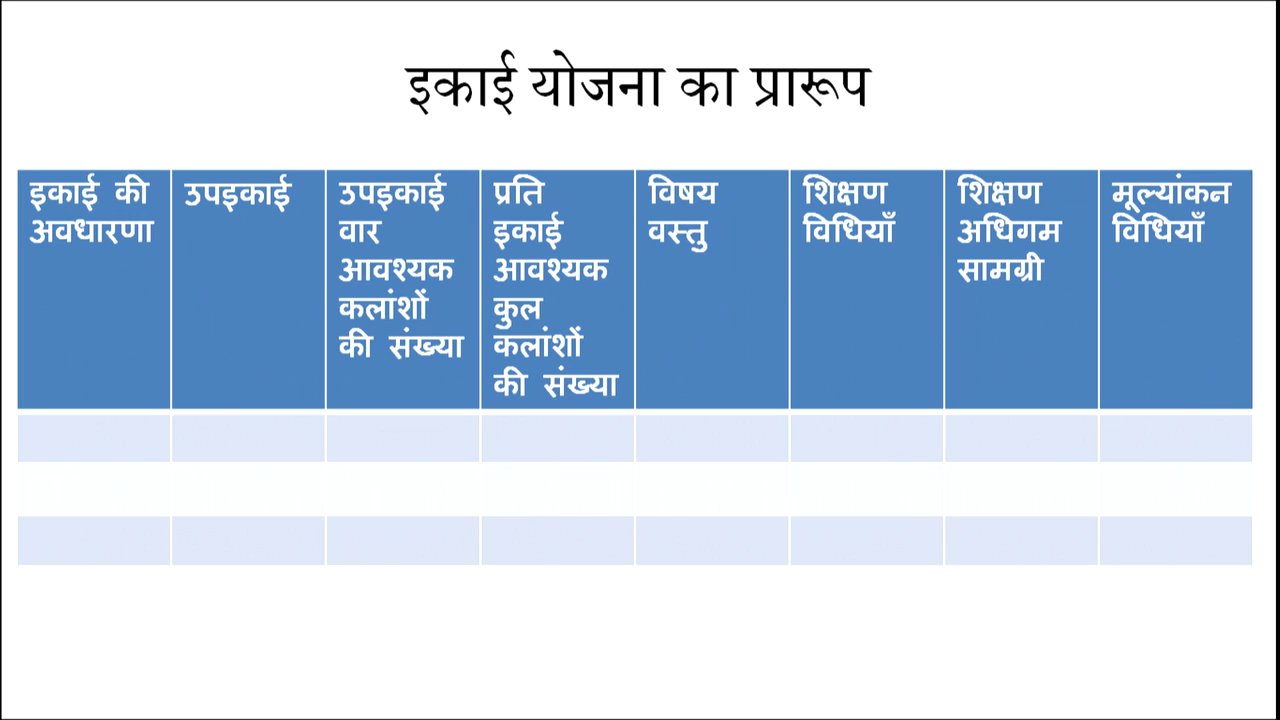 इकाई योजना का प्रारूप
इकाई की
अवधारणा
उपइकाई
उपइकाई
वार
आवश्यक
कलांशों
की संख्या
प्रति
इकाई
आवश्यक
कुल
कलांशों
की संख्या
विषय
वस्तु
शिक्षण
विधियाँ
शिक्षण
अधिगम
सामग्री
मूल्यांकन
विधियाँ